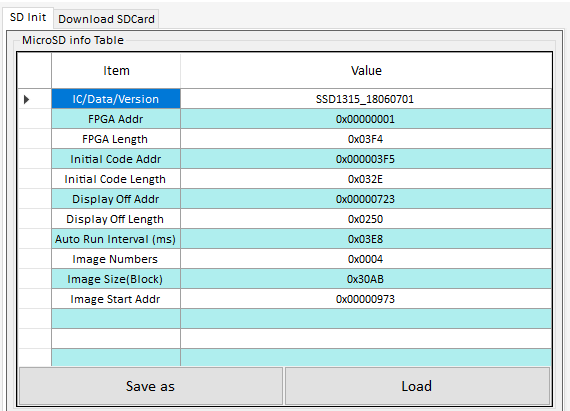 SD Init Download SDCard
MicroSD info Table
Item Value
IC/Data/Version SSD1315_18060701
FPGA Addr 0x00000001
FPGA Length 0x03F4
Initial Code Addr 0x000003F5
Initial Code Length 0x032E
Display Off Addr 0x00000723
Display Off Length 0x0250
Auto Run Interval (ms) 0x03E8
Image Numbers 0x0004
Image Size(Block) 0x30AB
Image Start Addr 0x00000973
Save as Load